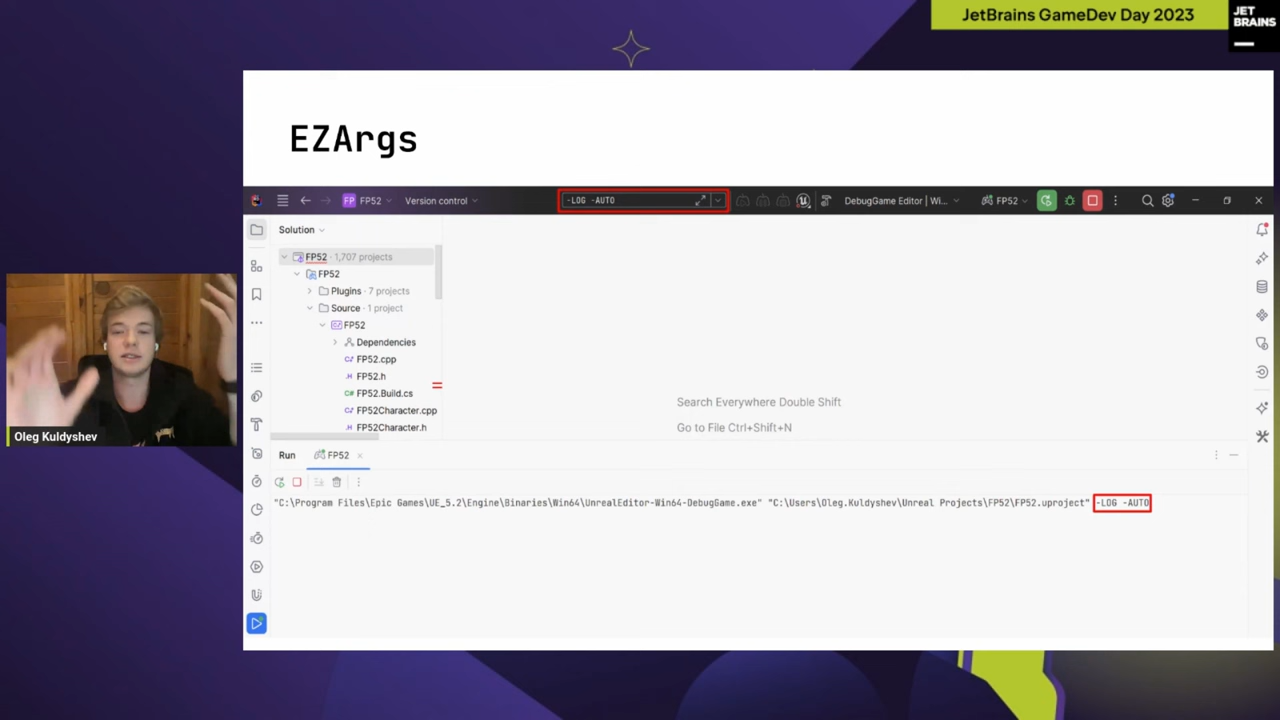 JetBrains GameDev Day 2023
JET
BRAINS
EZArgs
FP FP52 Version control -LOG -AUTO DebugGame Editor | Wi... FP52
Solution
FP52 · 1,707 projects
FP52
Plugins · 7 projects
Source · 1 project
FP52
Dependencies
C++ FP52.cpp
.H FP52.h
C# FP52.Build.cs
C++ FP52Character.cpp
.H FP52Character.h
Search Everywhere Double Shift
Go to File Ctrl+Shift+N
Oleg Kuldyshev
Run FP52
"C:\Program Files\Epic Games\UE_5.2\Engine\Binaries\Win64\UnrealEditor-Win64-DebugGame.exe" "C:\Users\Oleg.Kuldyshev\Unreal Projects\FP52\FP52.uproject" -LOG -AUTO